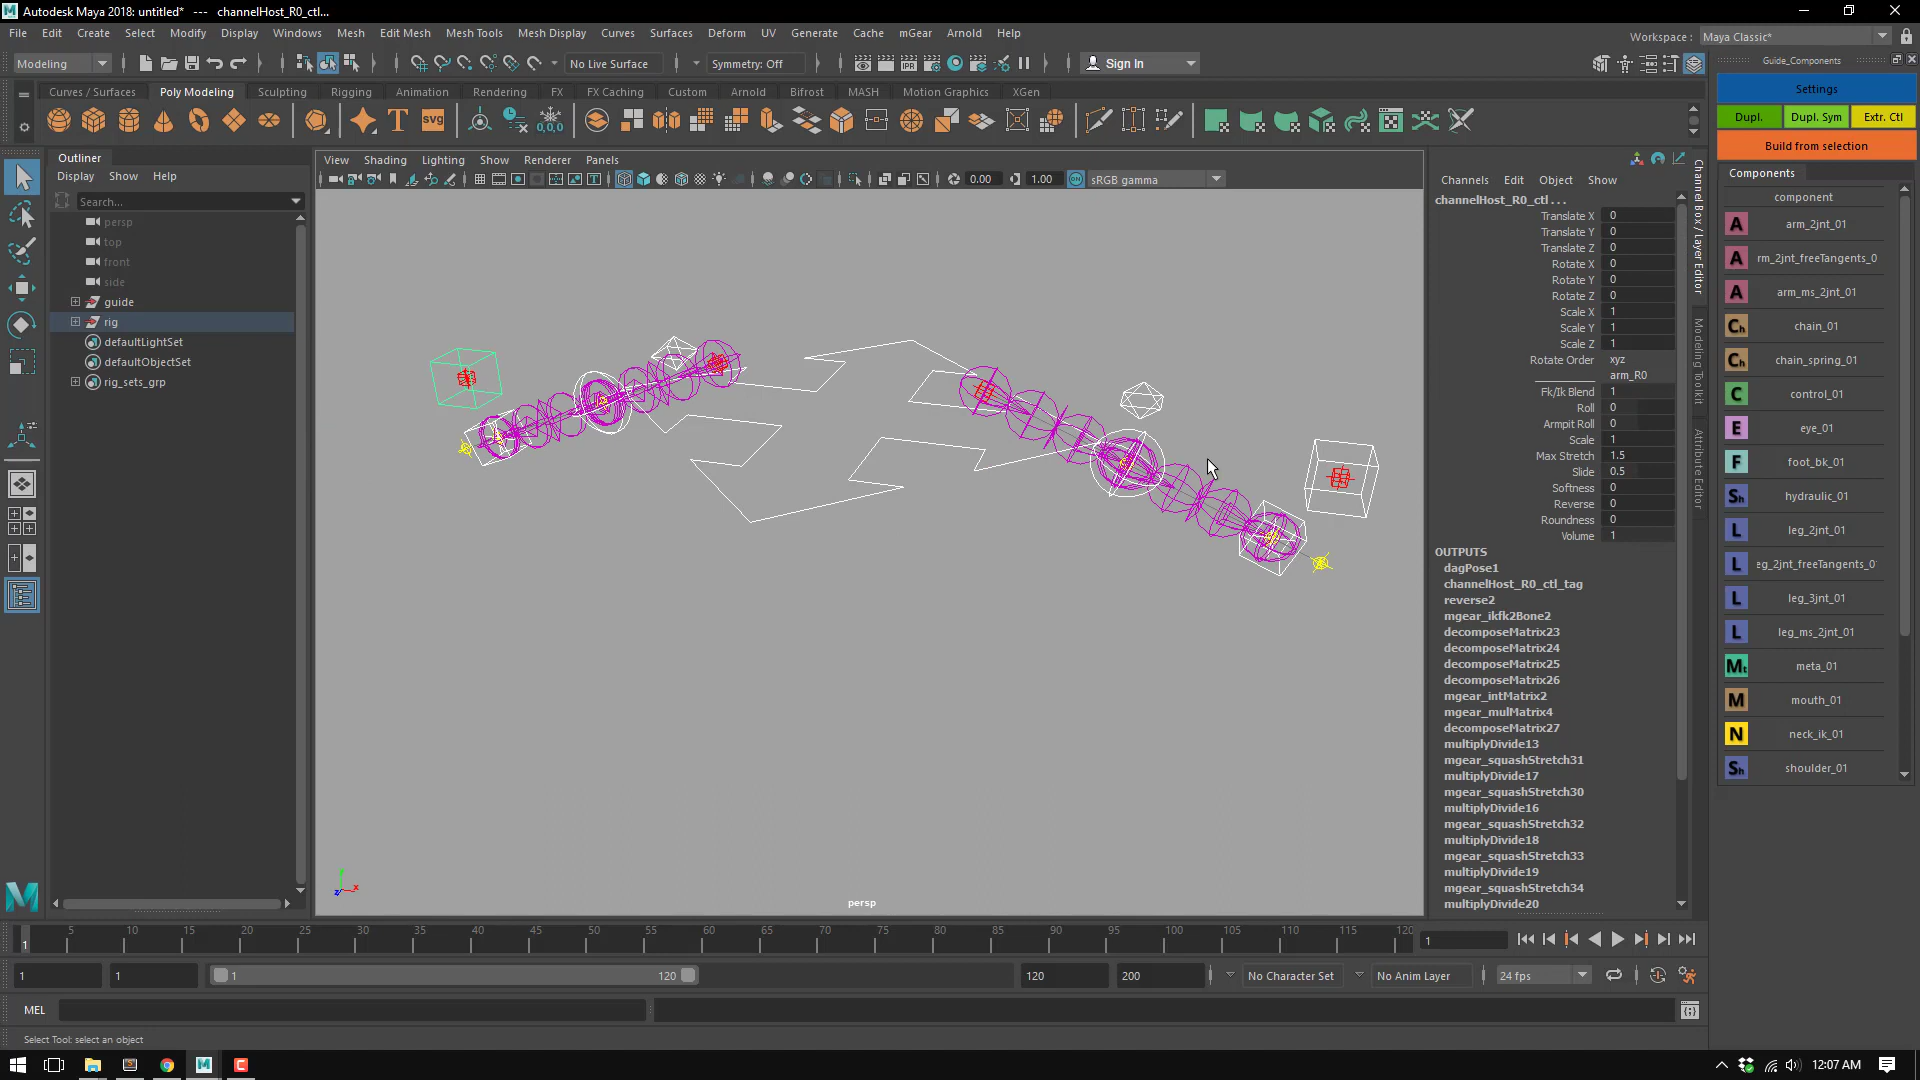 Autodesk Maya 2018: untitled* --- channelHost_R0_ctl...
File Edit Create Select Modify Display Windows Mesh Edit Mesh Mesh Tools Mesh Display Curves Surfaces Deform UV Generate Cache mGear Arnold Help
Workspace : Maya Classic*
Modeling No Live Surface Symmetry: Off Sign In
Guide_Components
Settings
Dupl. Dupl. Sym Extr. Ctl
Build from selection
Components
component
arm_2jnt_01
rm_2jnt_freeTangents_0
arm_ms_2jnt_01
chain_01
chain_spring_01
control_01
eye_01
foot_bk_01
hydraulic_01
leg_2jnt_01
eg_2jnt_freeTangents_0
leg_3jnt_01
leg_ms_2jnt_01
meta_01
mouth_01
neck_ik_01
shoulder_01
Curves / Surfaces Poly Modeling Sculpting Rigging Animation Rendering FX FX Caching Custom Arnold Bifrost MASH Motion Graphics XGen
Outliner
Display Show Help
Search...
persp
top
front
side
guide
rig
defaultLightSet
defaultObjectSet
rig_sets_grp
View Shading Lighting Show Renderer Panels
0.00 1.00 sRGB gamma
persp
Channels Edit Object Show
channelHost_R0_ctl . . .
Translate X 0
Translate Y 0
Translate Z 0
Rotate X 0
Rotate Y 0
Rotate Z 0
Scale X 1
Scale Y 1
Scale Z 1
Rotate Order xyz
__________ arm_R0
Fk/Ik Blend 1
Roll 0
Armpit Roll 0
Scale 1
Max Stretch 1.5
Slide 0.5
Softness 0
Reverse 0
Roundness 0
Volume 1
OUTPUTS
dagPose1
channelHost_R0_ctl_tag
reverse2
mgear_ikfk2Bone2
decomposeMatrix23
decomposeMatrix24
decomposeMatrix25
decomposeMatrix26
mgear_intMatrix2
mgear_mulMatrix4
decomposeMatrix27
multiplyDivide13
mgear_squashStretch31
multiplyDivide17
mgear_squashStretch30
multiplyDivide16
mgear_squashStretch32
multiplyDivide18
mgear_squashStretch33
multiplyDivide19
mgear_squashStretch34
multiplyDivide20
Channel Box / Layer Editor
Modeling Toolkit
Attribute Editor
1 5 10 15 20 25 30 35 40 45 50 55 60 65 70 75 80 85 90 95 100 105 110 115 120 1
1 1 1 120 120 200 No Character Set No Anim Layer 24 fps
MEL
Select Tool: select an object
12:07 AM